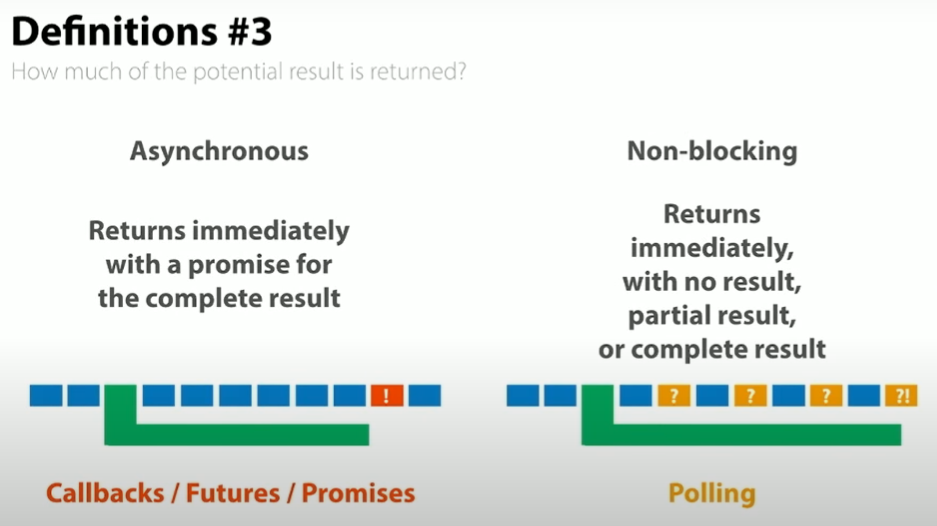 Definitions #3
How much of the potential result is returned?
Asynchronous
Returns immediately
with a promise for
the complete result
!
Callbacks / Futures / Promises
Non-blocking
Returns
immediately,
with no result,
partial result,
or complete result
? ? ? ?!
Polling